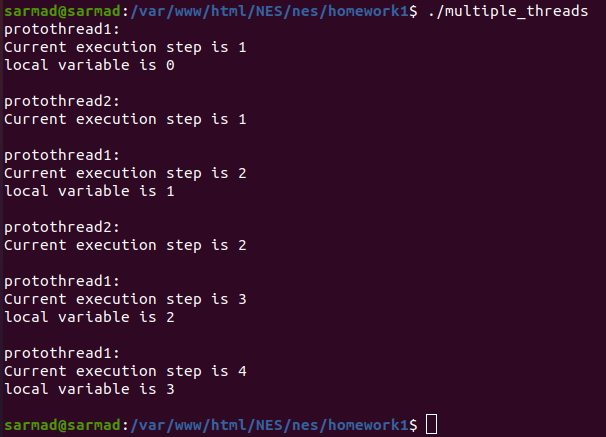 sarmad@sarmad:/var/www/html/NES/nes/homework1$ ./multiple_threads
protothread1:
Current execution step is 1
local variable is 0

protothread2:
Current execution step is 1

protothread1:
Current execution step is 2
local variable is 1

protothread2:
Current execution step is 2

protothread1:
Current execution step is 3
local variable is 2

protothread1:
Current execution step is 4
local variable is 3

sarmad@sarmad:/var/www/html/NES/nes/homework1$